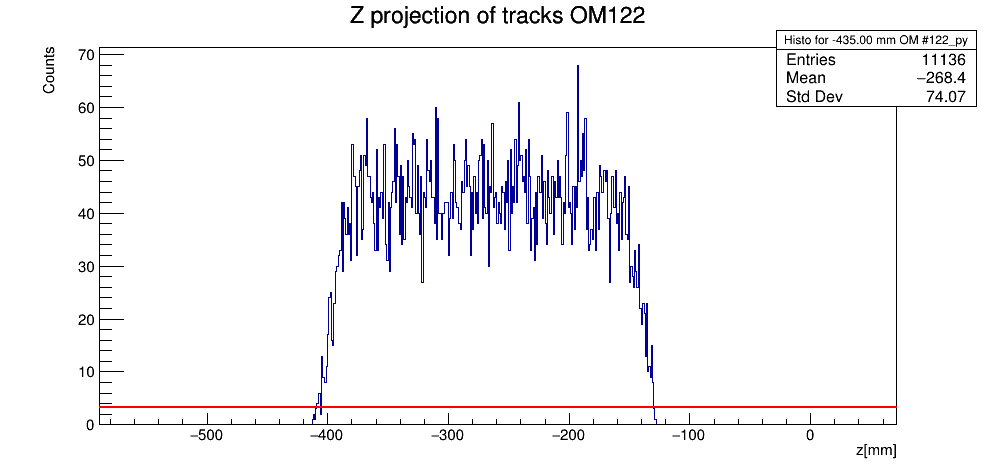 Z projection of tracks OM122
Histo for -435.00 mm OM #122_py
Entries 11136
Mean −268.4
Std Dev 74.07
Counts
70
60
50
40
30
20
10
0
−500 −400 −300 −200 −100 0
z[mm]